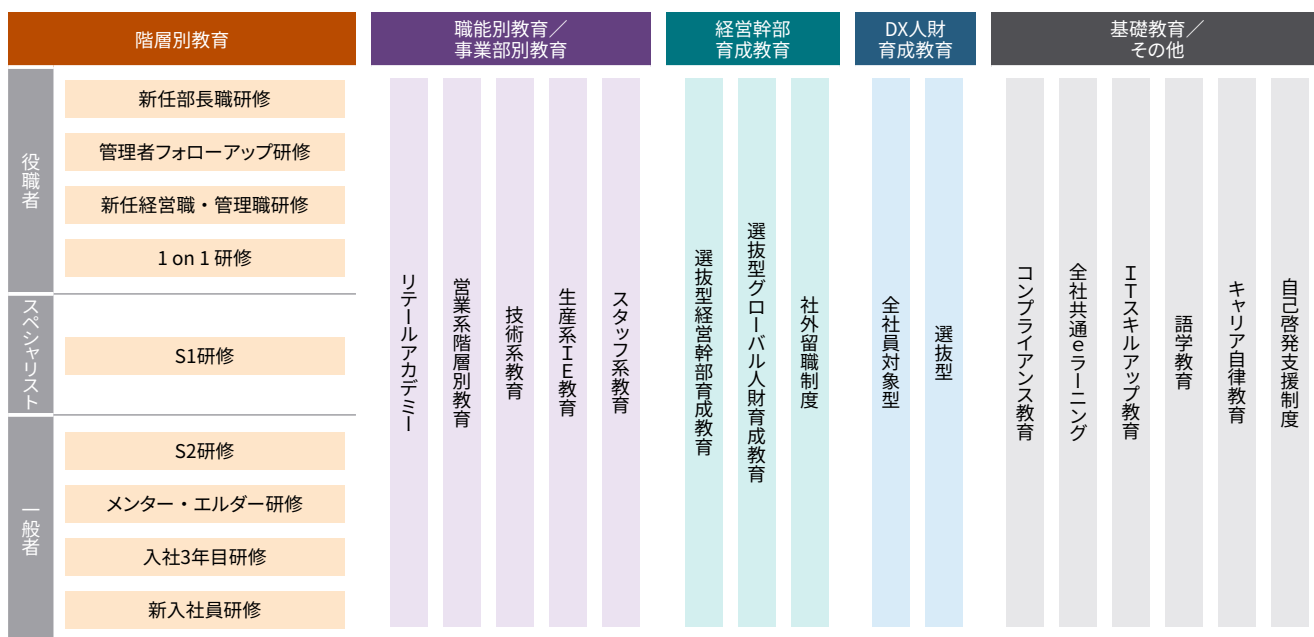 階層別教育
職能別教育／
事業部別教育
経営幹部
育成教育
DX人財
育成教育
基礎教育／
その他
役職者
新任部長職研修
管理者フォローアップ研修
新任経営職・管理職研修
1 on 1 研修
スペシャリスト
S1研修
一般者
S2研修
メンター・エルダー研修
入社3年目研修
新入社員研修
リテールアカデミー
営業系階層別教育
技術系教育
生産系ＩＥ教育
スタッフ系教育
選抜型経営幹部育成教育
選抜型グローバル人財育成教育
社外留職制度
全社員対象型
選抜型
コンプライアンス教育
全社共通eラーニング
ＩＴスキルアップ教育
語学教育
キャリア自律教育
自己啓発支援制度